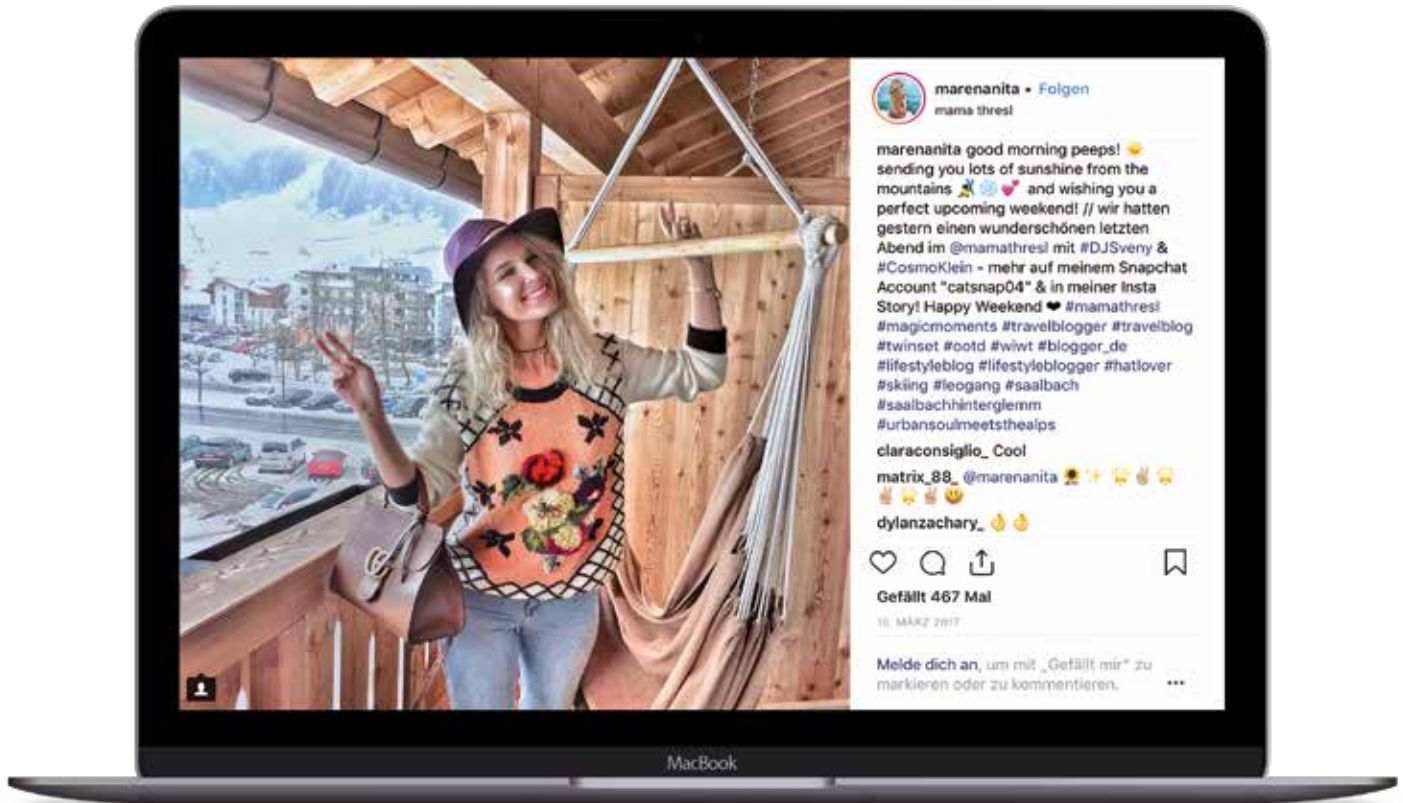 marenanita • Folgen
mama thresl
marenanita good morning peeps! ☀️
sending you lots of sunshine from the
mountains 🏂❄️💕 and wishing you a
perfect upcoming weekend! // wir hatten
gestern einen wunderschönen letzten
Abend im @mamathresl mit #DJSveny &
#CosmoKlein - mehr auf meinem Snapchat
Account "catsnap04" & in meiner Insta
Story! Happy Weekend ❤ #mamathresl
#magicmoments #travelblogger #travelblog
#twinset #ootd #wiwt #blogger_de
#lifestyleblog #lifestyleblogger #hatlover
#skiing #leogang #saalbach
#saalbachhinterglemm
#urbansoulmeetsthealps
claraconsiglio_ Cool
matrix_88_ @marenanita 🌻✨
dylanzachary_ 👌👌
Gefällt 467 Mal
10. MÄRZ 2017
Melde dich an, um mit „Gefällt mir“ zu
markieren oder zu kommentieren.
MacBook